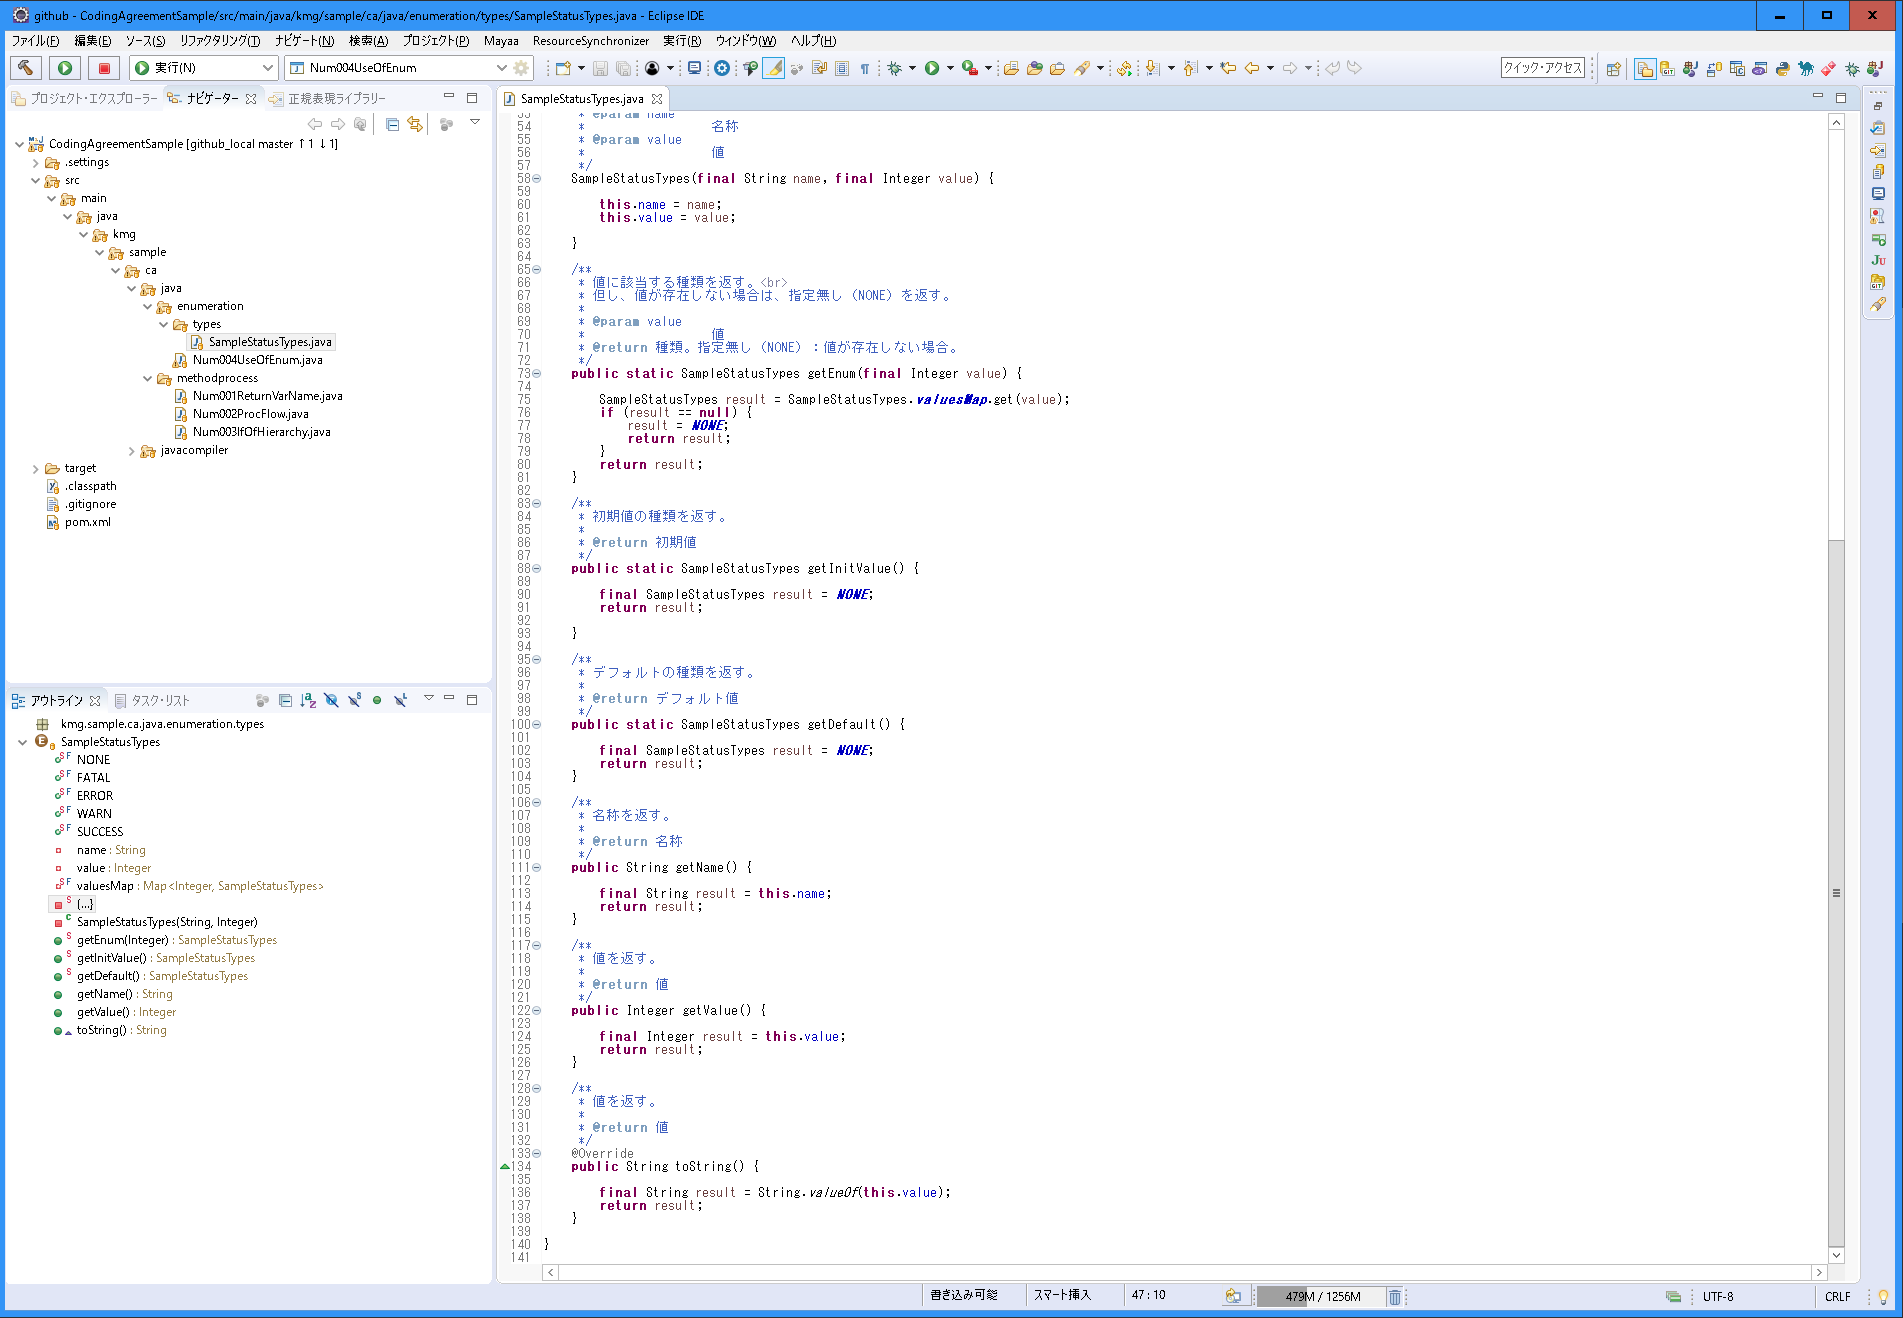 github - CodingAgreementSample/src/main/java/kmg/sample/ca/java/enumeration/types/SampleStatusTypes.java - Eclipse IDE
ファイル(F) 編集(E) ソース(S) リファクタリング(T) ナビゲート(N) 検索(A) プロジェクト(P) Mayaa ResourceSynchronizer 実行(R) ウィンドウ(W) ヘルプ(H)
実行(N) Num004UseOfEnum クイック・アクセス
プロジェクト・エクスプローラー ナビゲーター 正規表現ライブラリー
CodingAgreementSample [github_local master ↑1 ↓1]
.settings
src
main
java
kmg
sample
ca
java
enumeration
types
SampleStatusTypes.java
Num004UseOfEnum.java
methodprocess
Num001ReturnVarName.java
Num002ProcFlow.java
Num003IfOfHierarchy.java
javacompiler
target
.classpath
.gitignore
pom.xml
アウトライン タスク・リスト
kmg.sample.ca.java.enumeration.types
SampleStatusTypes
NONE
FATAL
ERROR
WARN
SUCCESS
name : String
value : Integer
valuesMap : Map<Integer, SampleStatusTypes>
{...}
SampleStatusTypes(String, Integer)
getEnum(Integer) : SampleStatusTypes
getInitValue() : SampleStatusTypes
getDefault() : SampleStatusTypes
getName() : String
getValue() : Integer
toString() : String
SampleStatusTypes.java
53 * @param name
54 * 名称
55 * @param value
56 * 値
57 */
58 SampleStatusTypes(final String name, final Integer value) {
59
60 this.name = name;
61 this.value = value;
62
63 }
64
65 /**
66 * 値に該当する種類を返す。<br>
67 * 但し、値が存在しない場合は、指定無し（NONE）を返す。
68 *
69 * @param value
70 * 値
71 * @return 種類。指定無し（NONE）：値が存在しない場合。
72 */
73 public static SampleStatusTypes getEnum(final Integer value) {
74
75 SampleStatusTypes result = SampleStatusTypes.valuesMap.get(value);
76 if (result == null) {
77 result = NONE;
78 return result;
79 }
80 return result;
81 }
82
83 /**
84 * 初期値の種類を返す。
85 *
86 * @return 初期値
87 */
88 public static SampleStatusTypes getInitValue() {
89
90 final SampleStatusTypes result = NONE;
91 return result;
92
93 }
94
95 /**
96 * デフォルトの種類を返す。
97 *
98 * @return デフォルト値
99 */
100 public static SampleStatusTypes getDefault() {
101
102 final SampleStatusTypes result = NONE;
103 return result;
104 }
105
106 /**
107 * 名称を返す。
108 *
109 * @return 名称
110 */
111 public String getName() {
112
113 final String result = this.name;
114 return result;
115 }
116
117 /**
118 * 値を返す。
119 *
120 * @return 値
121 */
122 public Integer getValue() {
123
124 final Integer result = this.value;
125 return result;
126 }
127
128 /**
129 * 値を返す。
130 *
131 * @return 値
132 */
133 @Override
134 public String toString() {
135
136 final String result = String.valueOf(this.value);
137 return result;
138 }
139
140 }
141
書き込み可能 スマート挿入 47 : 10 479M / 1256M UTF-8 CRLF